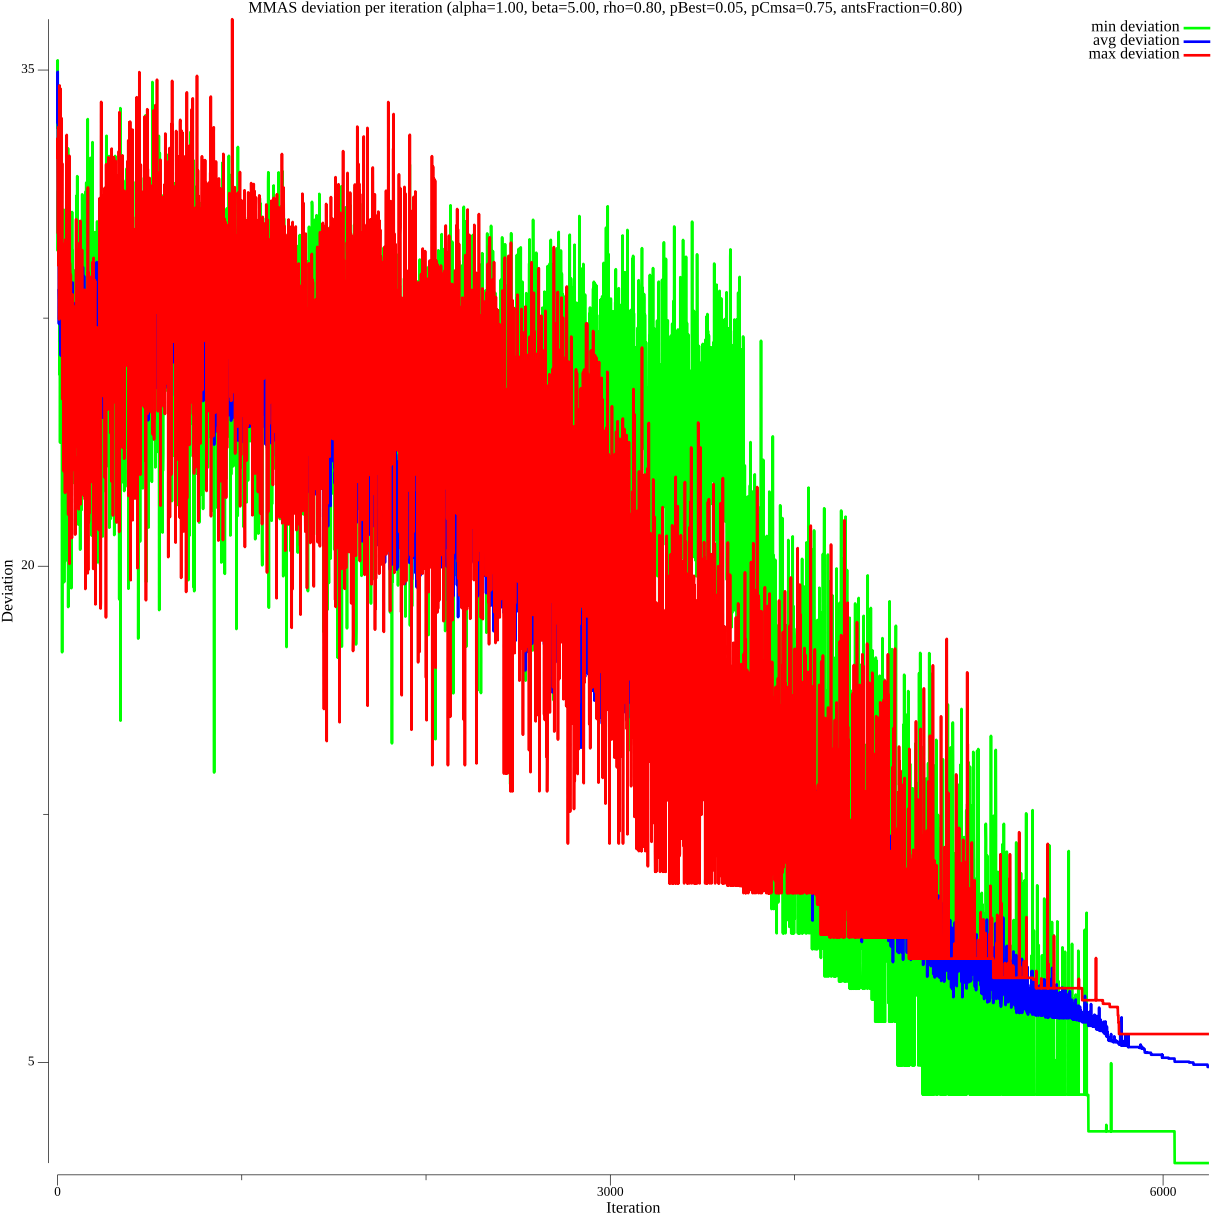 MMAS deviation per iteration (alpha=1.00, beta=5.00, rho=0.80, pBest=0.05, pCmsa=0.75, antsFraction=0.80)
min deviation
avg deviation
max deviation
35
20
5
Deviation
0
3000
6000
Iteration